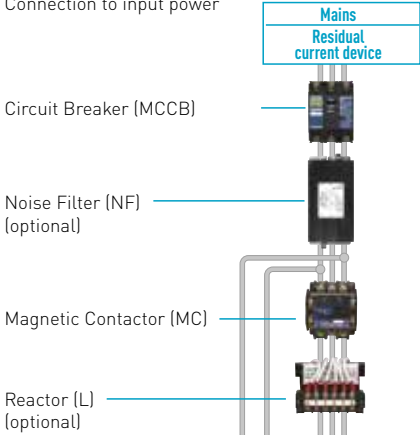 Connection to input power
Mains
Residual
current device
Circuit Breaker (MCCB)
Noise Filter (NF)
(optional)
Magnetic Contactor (MC)
Reactor (L)
(optional)